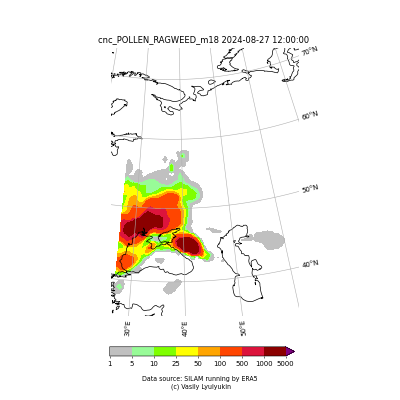 cnc_POLLEN_RAGWEED_m18 2024-08-27 12:00:00
70°N
60°N
50°N
40°N
30°E 40°E 50°E
1 5 10 25 50 100 500 1000 5000
Data source: SILAM running by ERA5
(c) Vasily Lyulyukin